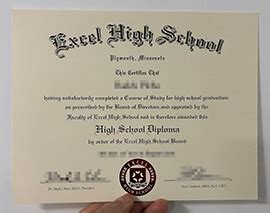 Excel High School
Plymouth, Minnesota
This Certifies That
having satisfactorily completed a Course of Study for high school graduation
as prescribed by the Board of Directors and approved by the
Faculty of Excel High School and is therefore awarded this
High School Diploma
by order of the Excel High School Board
EXCEL